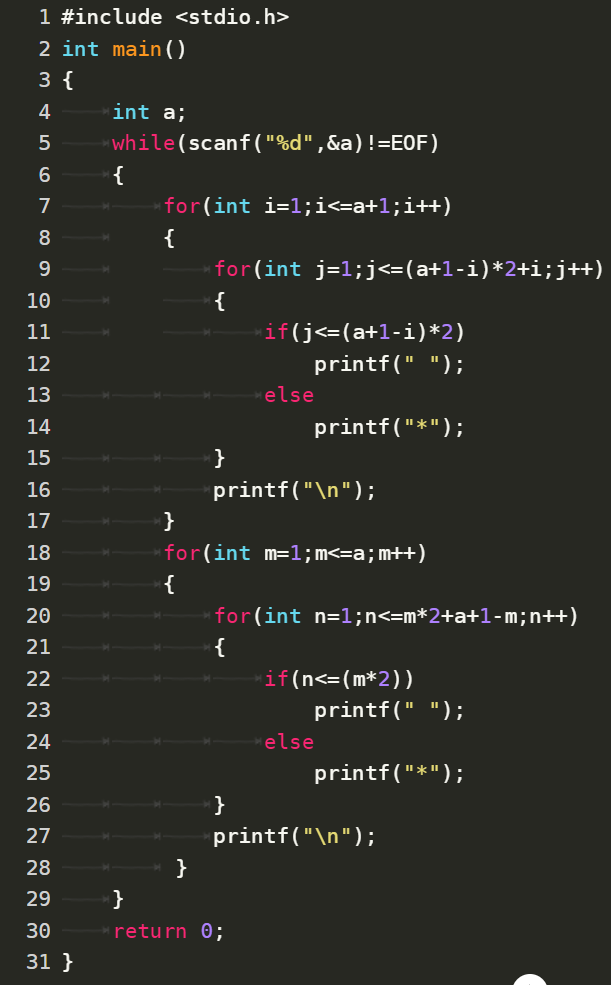 1 #include <stdio.h>
2 int main()
3 {
4     int a;
5     while(scanf("%d",&a)!=EOF)
6     {
7         for(int i=1;i<=a+1;i++)
8         {
9             for(int j=1;j<=(a+1-i)*2+i;j++)
10             {
11                 if(j<=(a+1-i)*2)
12                     printf(" ");
13                 else
14                     printf("*");
15             }
16             printf("\n");
17         }
18         for(int m=1;m<=a;m++)
19         {
20             for(int n=1;n<=m*2+a+1-m;n++)
21             {
22                 if(n<=(m*2))
23                     printf(" ");
24                 else
25                     printf("*");
26             }
27             printf("\n");
28          }
29     }
30     return 0;
31 }